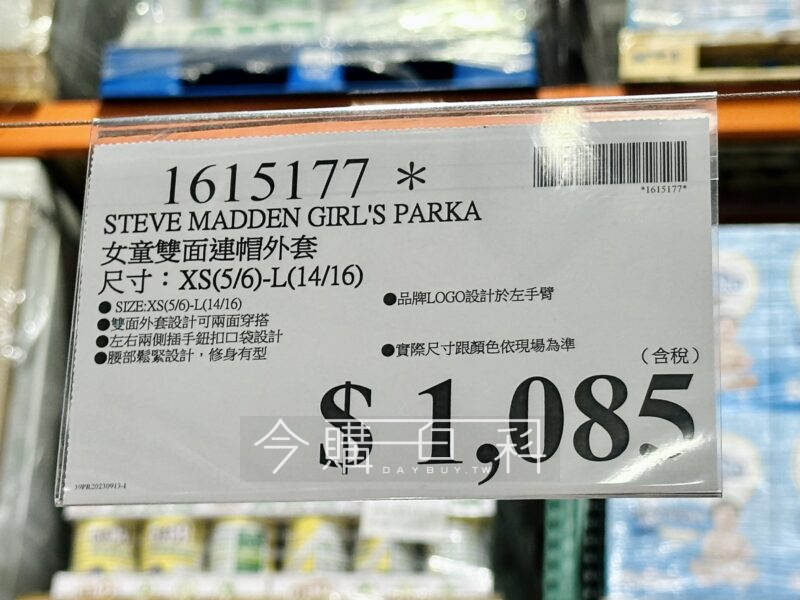 1615177 *
*1615177*
STEVE MADDEN GIRL'S PARKA
女童雙面連帽外套
尺寸：XS(5/6)-L(14/16)
●SIZE:XS(5/6)-L(14/16)
●雙面外套設計可兩面穿搭
●左右兩側插手鈕扣口袋設計
●腰部鬆緊設計，修身有型
●品牌LOGO設計於左手臂
●實際尺寸跟顏色依現場為準
（含稅）
$ 1,085
今購百科
DAYBUY.TW
39PR20230913-1